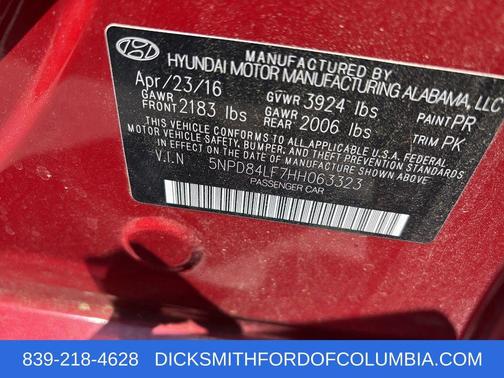 MANUFACTURED BY
HYUNDAI MOTOR MANUFACTURING ALABAMA, LLC
Apr/23/16 GVWR 3924 lbs PAINT PR
GAWR FRONT 2183 lbs GAWR REAR 2006 lbs TRIM PK
THIS VEHICLE CONFORMS TO ALL APPLICABLE U.S.A. FEDERAL
MOTOR VEHICLE SAFETY, BUMPER, AND THEFT PREVENTION
STANDARDS IN EFFECT ON THE DATE OF MANUFACTURE SHOWN ABOVE.
V.I.N 5NPD84LF7HH063323
PASSENGER CAR
839-218-4628 DICKSMITHFORDOFCOLUMBIA.COM/